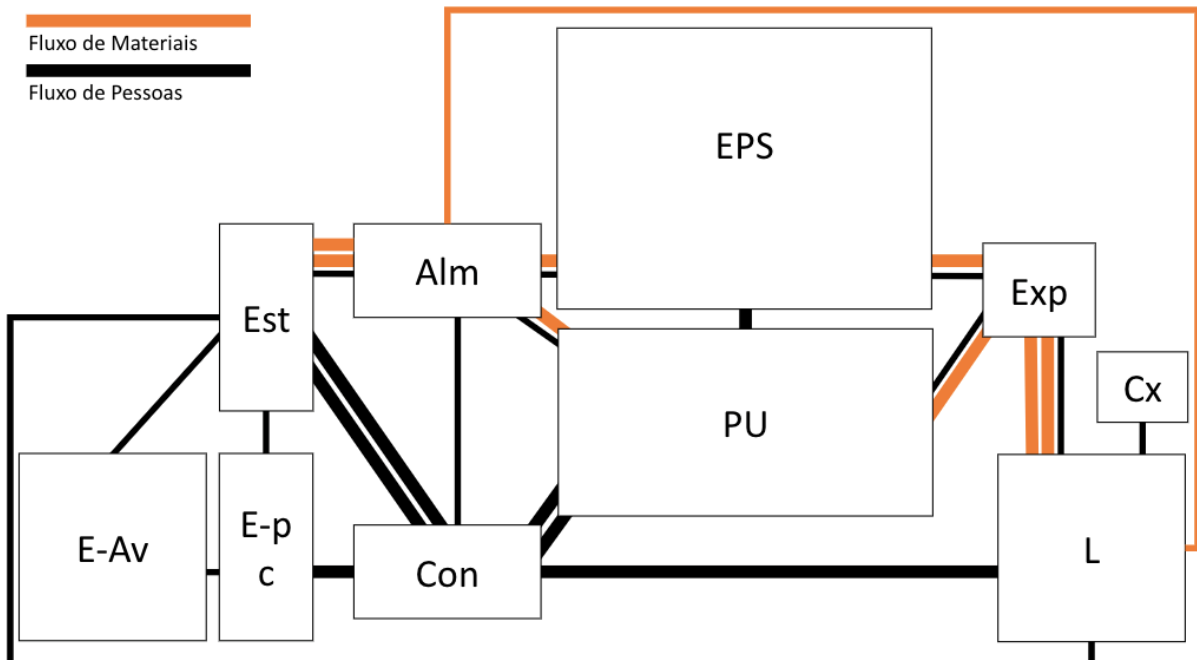 Fluxo de Materiais
Fluxo de Pessoas
EPS
Alm
Est
Exp
Cx
PU
E-Av
E-p
c
Con
L